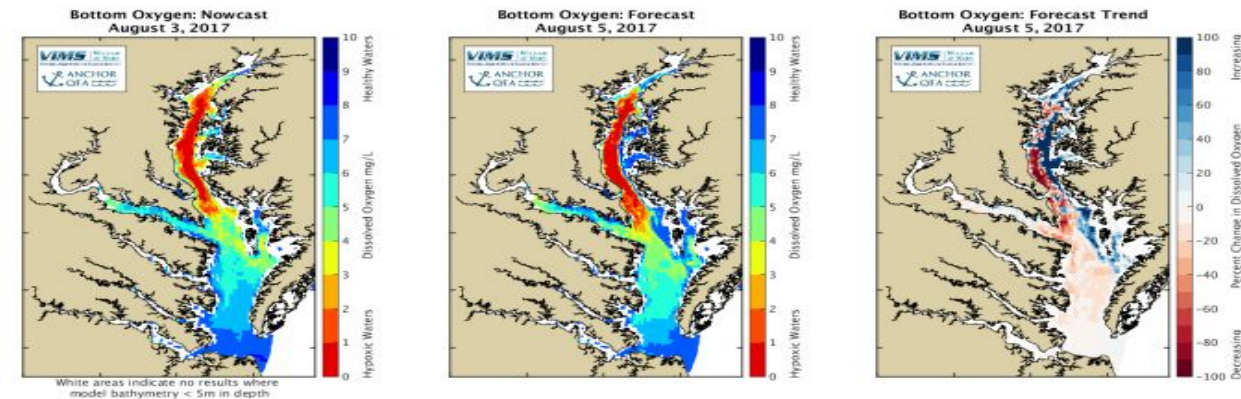 Bottom Oxygen: Nowcast
August 3, 2017
VIMS
ANCHOR
QEA
10
9
8
7
6
5
4
3
2
1
0
Healthy Waters
Dissolved Oxygen mg/L
Hypoxic Waters
White areas indicate no results where
model bathymetry < 5m in depth
Bottom Oxygen: Forecast
August 5, 2017
VIMS
ANCHOR
QEA
10
9
8
7
6
5
4
3
2
1
0
Healthy Waters
Dissolved Oxygen mg/L
Hypoxic Waters
Bottom Oxygen: Forecast Trend
August 5, 2017
VIMS
ANCHOR
QEA
100
80
60
40
20
0
-20
-40
-60
-80
-100
Increasing
Percent Change in Dissolved Oxygen
Decreasing